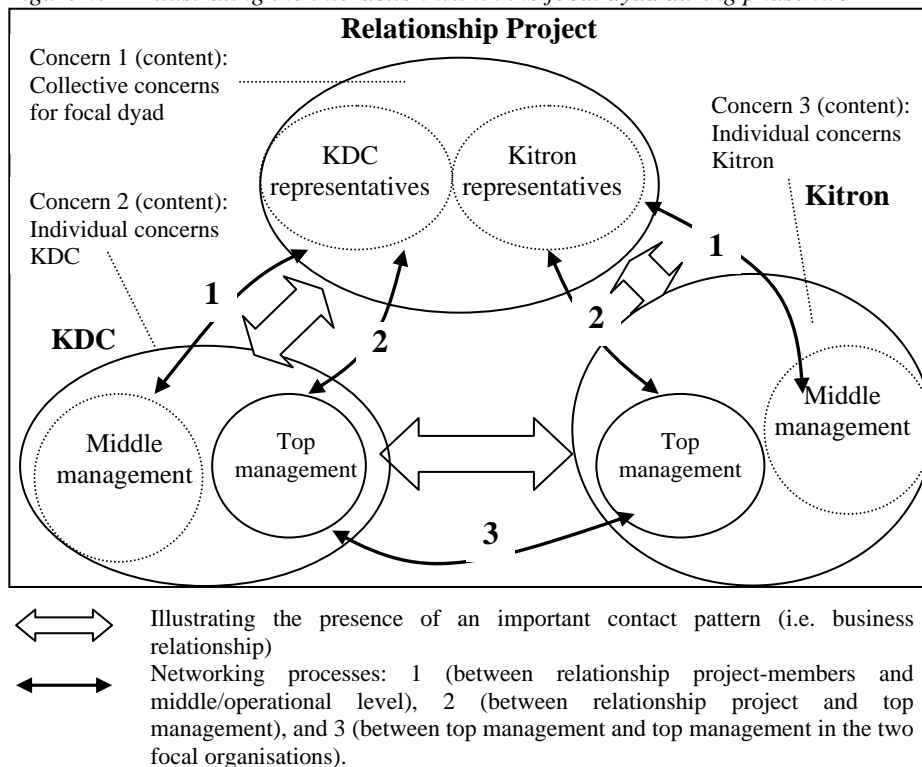 Relationship Project
Concern 1 (content):
Collective concerns
for focal dyad
Concern 3 (content):
Individual concerns
Kitron
KDC
representatives
Kitron
representatives
Concern 2 (content):
Individual concerns
KDC
Kitron
1
1
2
2
KDC
Middle
management
Top
management
Top
management
Middle
management
3
Illustrating the presence of an important contact pattern (i.e. business
relationship)
Networking processes: 1 (between relationship project-members and
middle/operational level), 2 (between relationship project and top
management), and 3 (between top management and top management in the two
focal organisations).